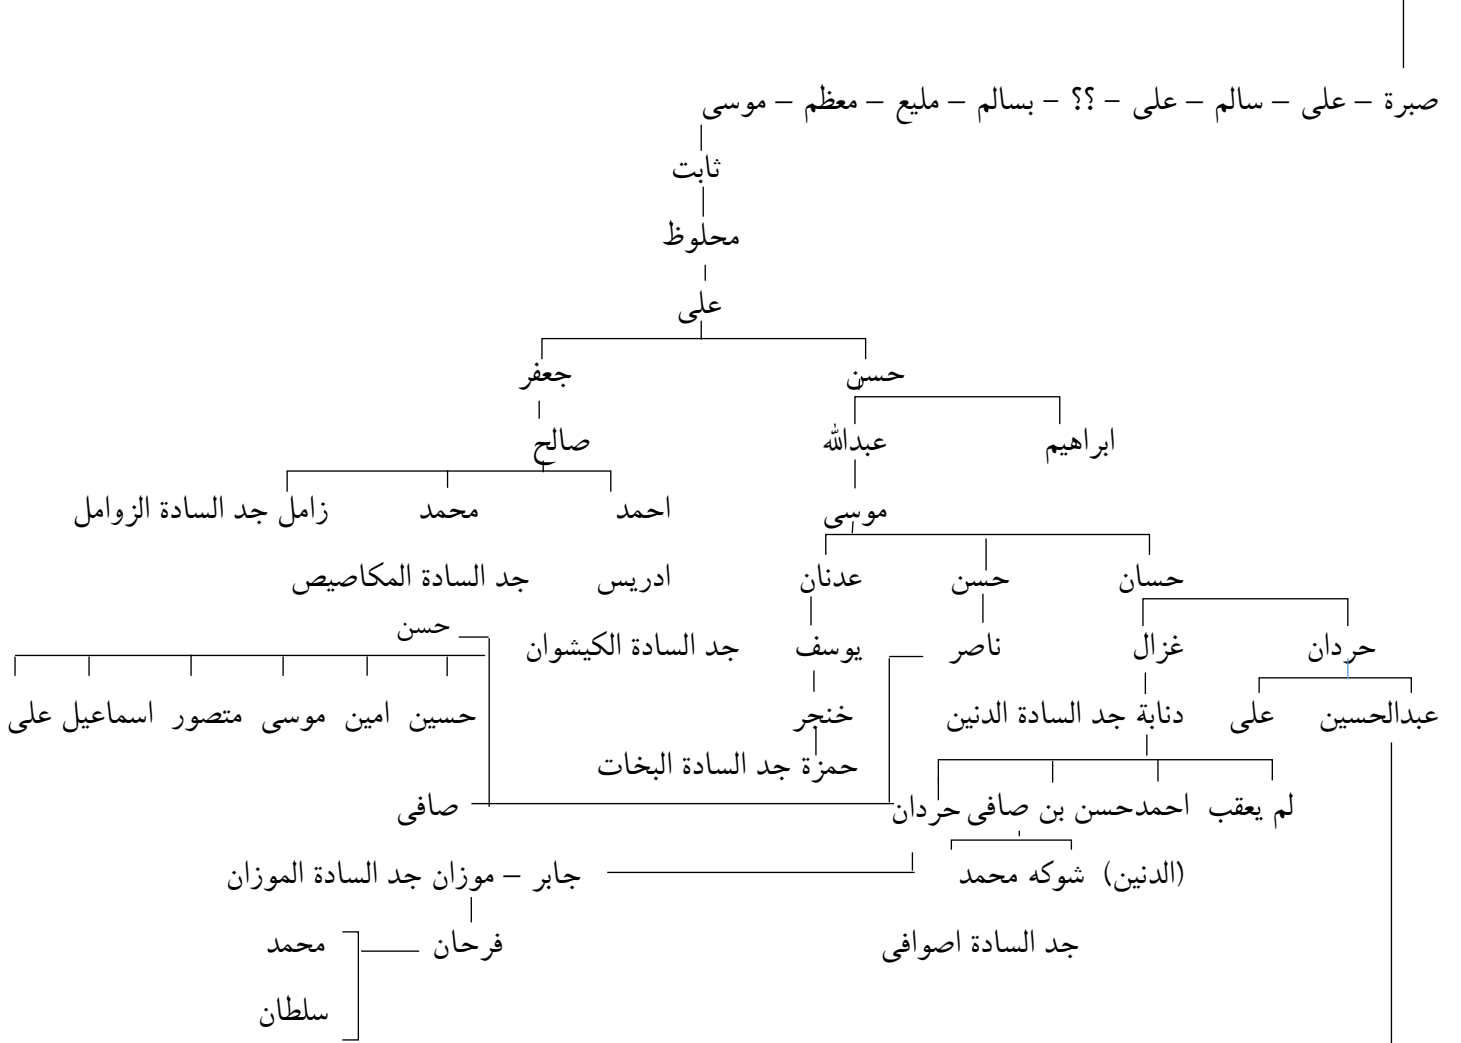 صبرة – على – سالم – على – ؟؟ – بسالم – مليع – معظم – موسى
ثابت
محلوظ
على
حسن جعفر
ابراهيم عبدالله صالح
موسى احمد محمد زامل جد السادة الزوامل
حسان حسن عدنان ادريس جد السادة المكاصيص
حسن
حردان غزال ناصر يوسف جد السادة الكيشوان
عبدالحسين على دنابة جد السادة الدنين خنجر حسين امين موسى متصور اسماعيل على
حمزة جد السادة البخات
لم يعقب احمدحسن بن صافى حردان صافى
(الدنين) شوكه محمد جابر – موزان جد السادة الموزان
جد السادة اصوافى فرحان محمد
سلطان